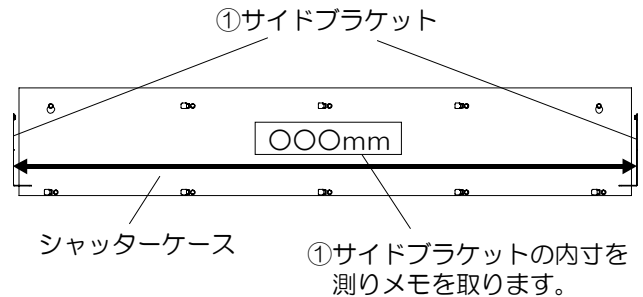 ①サイドブラケット
〇〇〇mm
シャッターケース
①サイドブラケットの内寸を
測りメモを取ります。